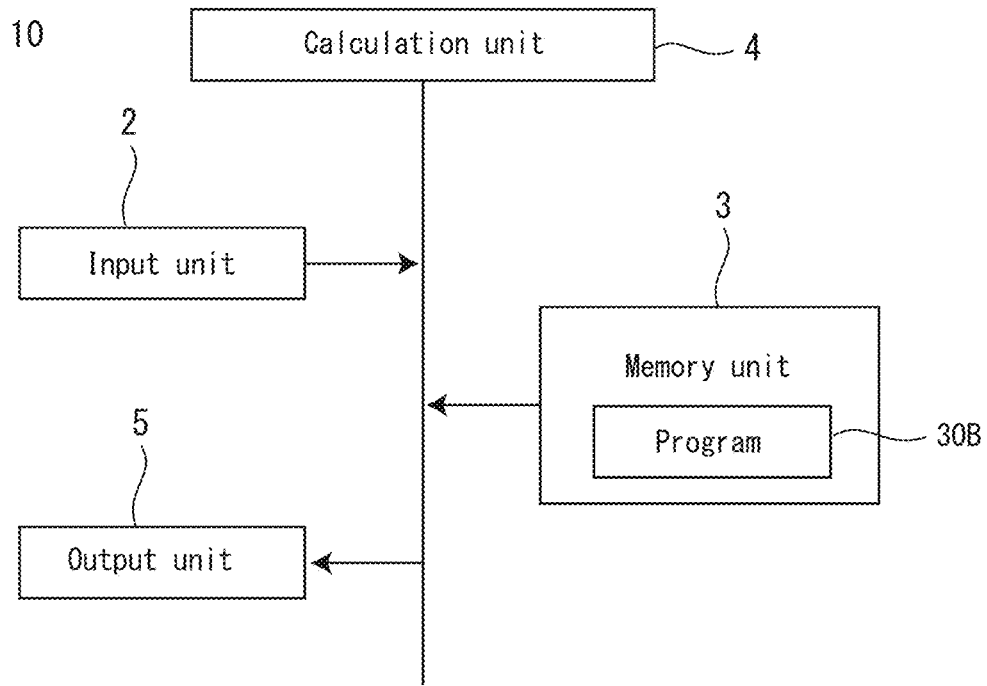 10
Calculation unit
4
2
Input unit
3
Memory unit
Program
30B
5
Output unit